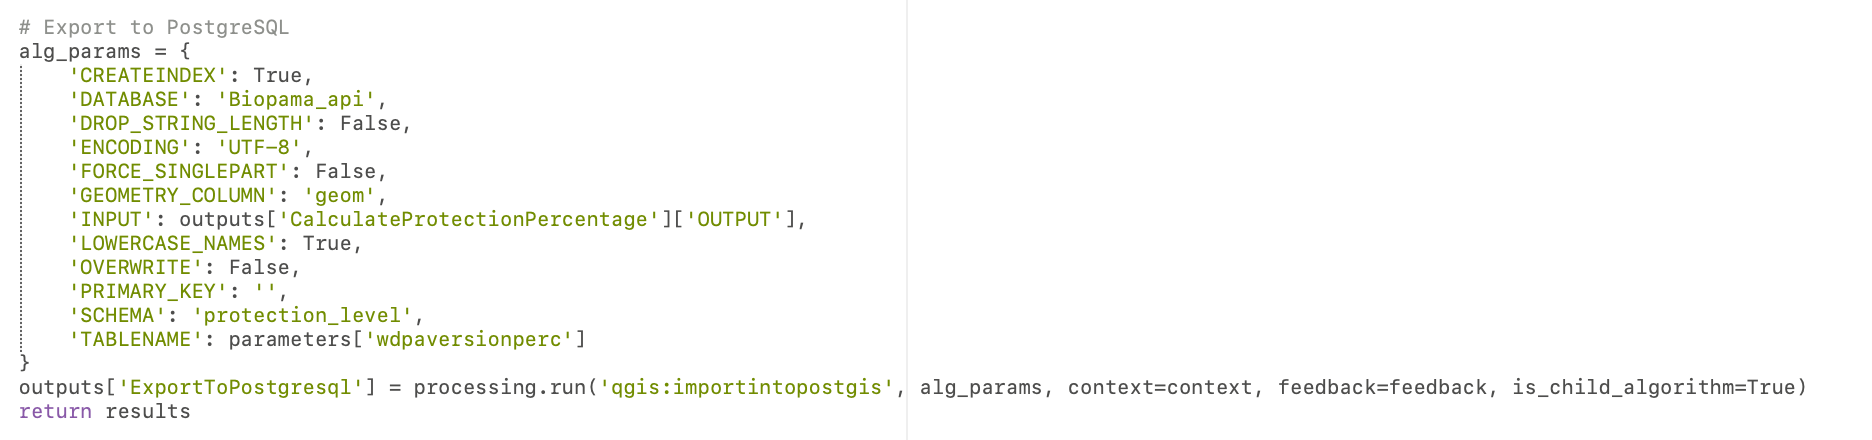 # Export to PostgreSQL
alg_params = {
    'CREATEINDEX': True,
    'DATABASE': 'Biopama_api',
    'DROP_STRING_LENGTH': False,
    'ENCODING': 'UTF-8',
    'FORCE_SINGLEPART': False,
    'GEOMETRY_COLUMN': 'geom',
    'INPUT': outputs['CalculateProtectionPercentage']['OUTPUT'],
    'LOWERCASE_NAMES': True,
    'OVERWRITE': False,
    'PRIMARY_KEY': '',
    'SCHEMA': 'protection_level',
    'TABLENAME': parameters['wdpaversionperc']
}
outputs['ExportToPostgresql'] = processing.run('qgis:importintopostgis', alg_params, context=context, feedback=feedback, is_child_algorithm=True)
return results